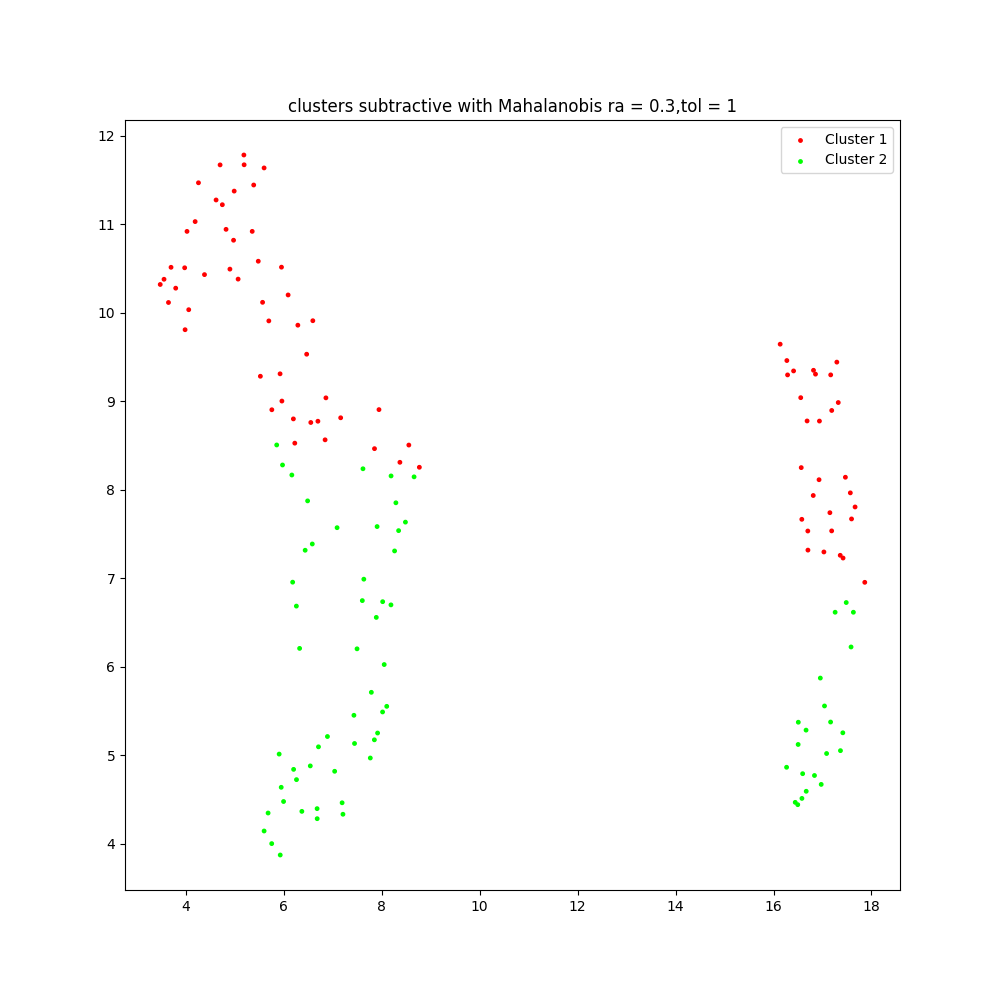 clusters subtractive with Mahalanobis ra = 0.3,tol = 1
Cluster 1
Cluster 2
12
11
10
9
8
7
6
5
4
4 6 8 10 12 14 16 18